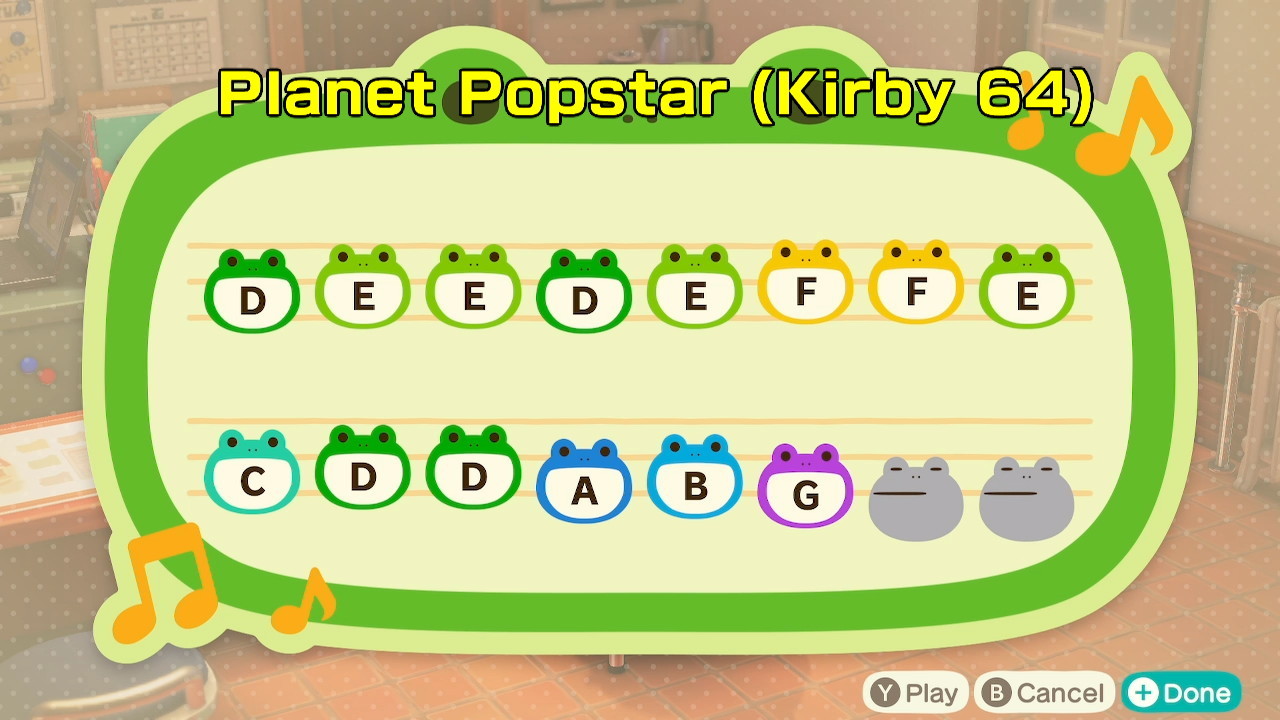 Planet Popstar (Kirby 64)
D E E D E F F E
C D D A B G
Y Play B Cancel + Done